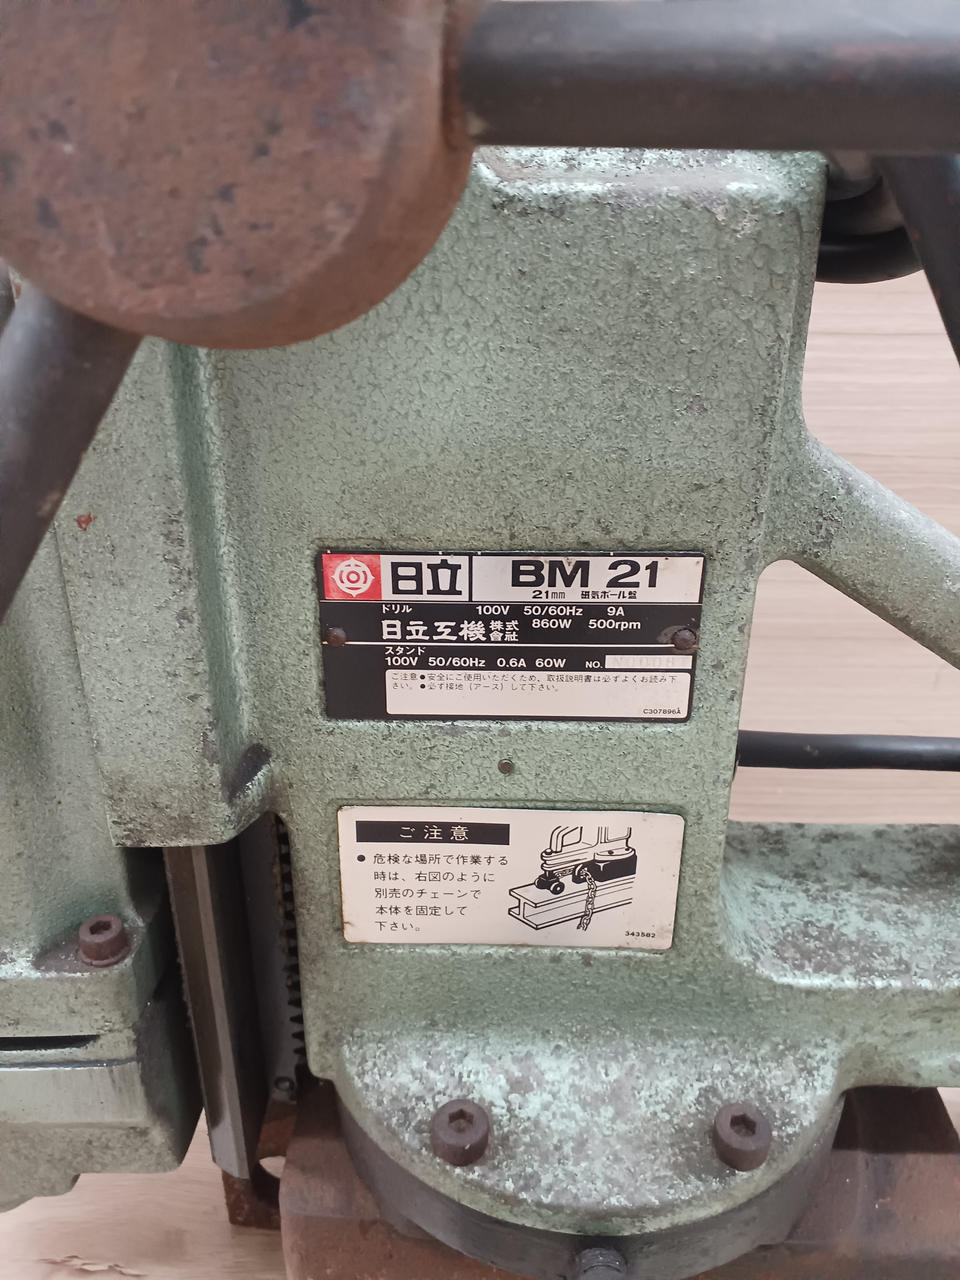 日立
BM 21
21mm 磁気ボール盤
ドリル 100V 50/60Hz 9A
日立工機株式會社 860W 500rpm
スタンド
100V 50/60Hz 0.6A 60W NO.
ご注意●安全にご使用いただくため、取扱説明書は必ずよくお読み下
さい。●必ず接地(アース)して下さい。
C307896A
ご注意
●危険な場所で作業する
時は、右図のように
別売のチェーンで
本体を固定して
下さい。
343582